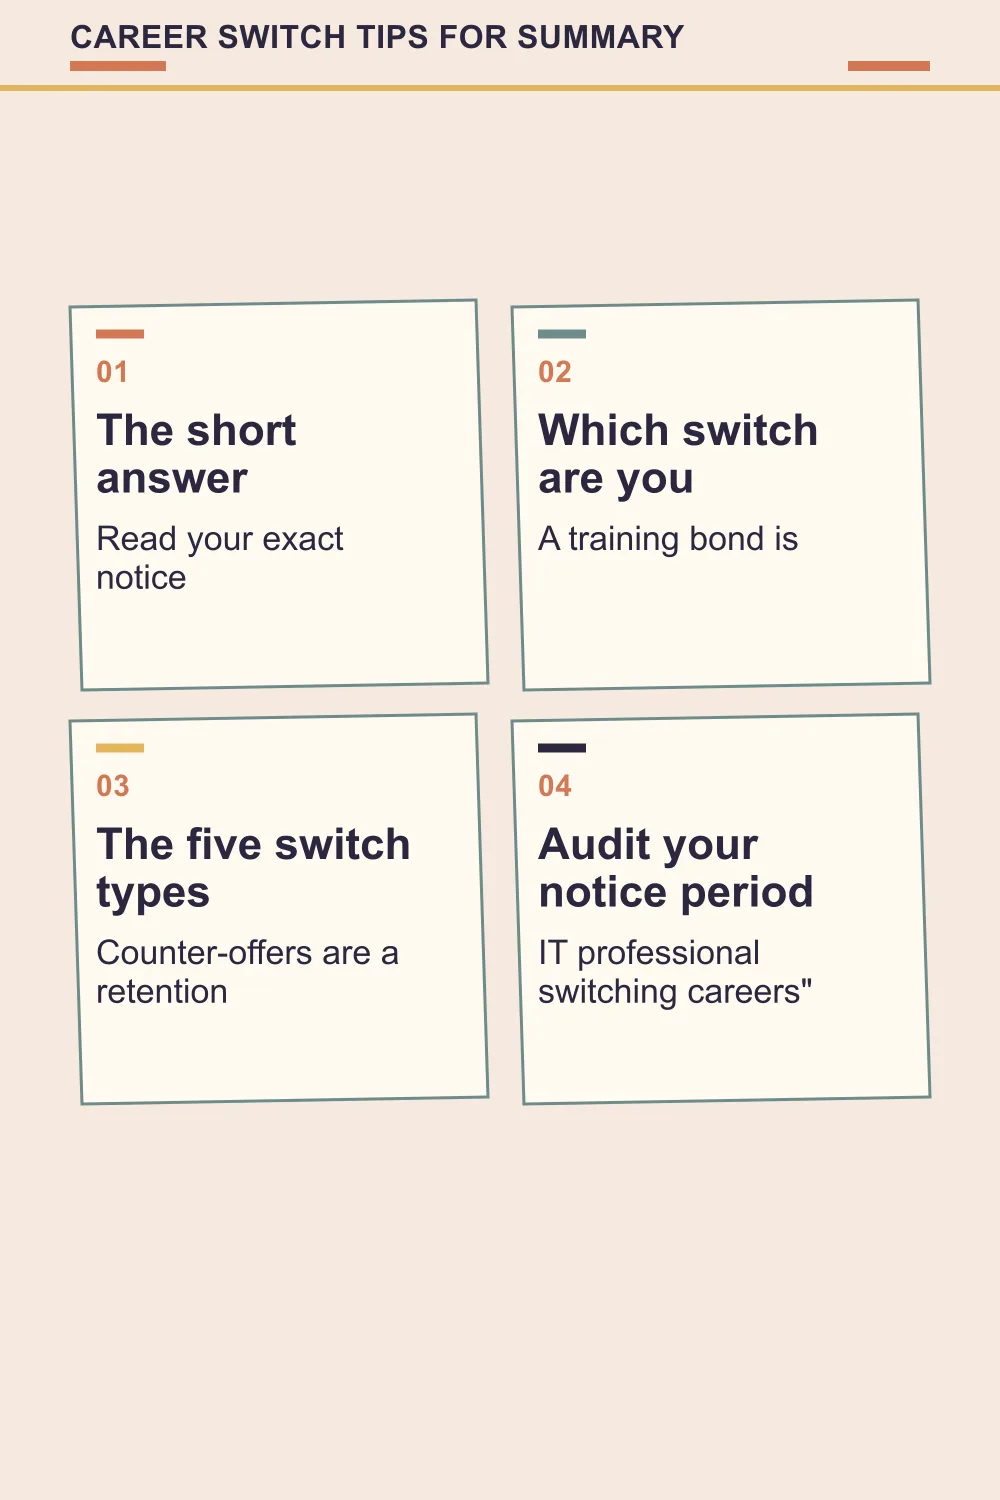 CAREER SWITCH TIPS FOR SUMMARY
01
The short
answer
Read your exact
notice
02
Which switch
are you
A training bond is
03
The five switch
types
Counter-offers are a
retention
04
Audit your
notice period
IT professional
switching careers"